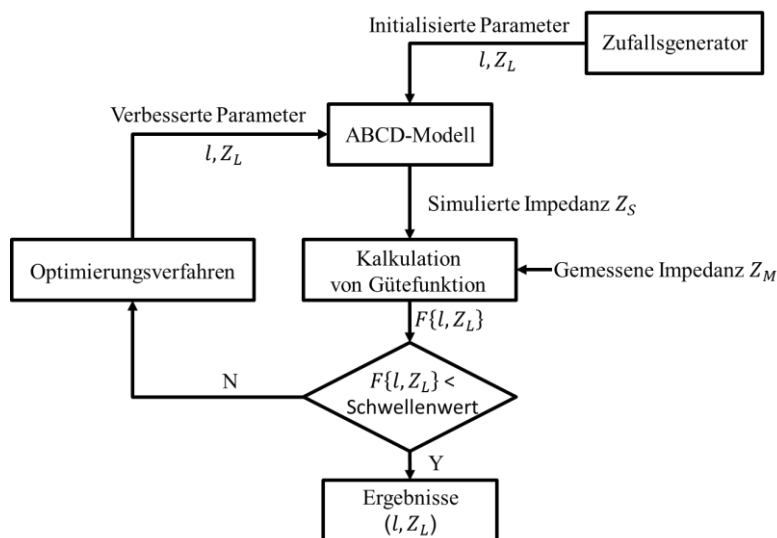 Initialisierte Parameter
l, Z_L
Zufallsgenerator
Verbesserte Parameter
l, Z_L
ABCD-Modell
Simulierte Impedanz Z_S
Optimierungsverfahren
Kalkulation
von Gütefunktion
Gemessene Impedanz Z_M
F{l, Z_L}
N
F{l, Z_L} <
Schwellenwert
Y
Ergebnisse
(l, Z_L)